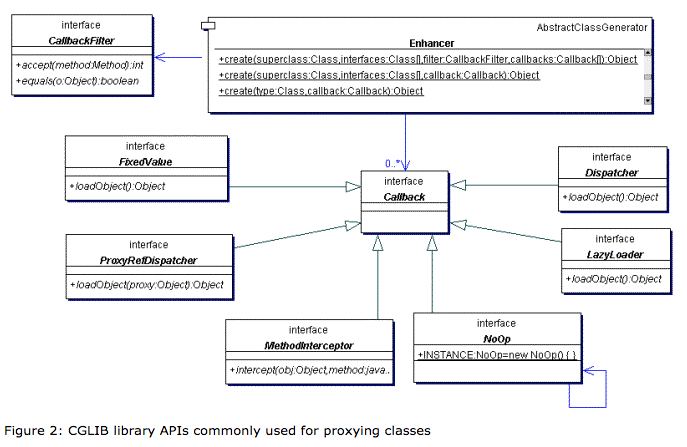 interface
CallbackFilter
+accept(method:Method):int
+equals(o:Object):boolean
AbstractClassGenerator
Enhancer
+create(superclass:Class,interfaces:Class[],filter:CallbackFilter,callbacks:Callback[]):Object
+create(superclass:Class,interfaces:Class[],callback:Callback):Object
+create(type:Class,callback:Callback):Object
interface
FixedValue
+loadObject():Object
0..*
interface
Callback
interface
Dispatcher
+loadObject():Object
interface
ProxyRefDispatcher
+loadObject(proxy:Object):Object
interface
LazyLoader
+loadObject():Object
interface
MethodInterceptor
+intercept(obj:Object,method:java..
interface
NoOp
+INSTANCE:NoOp=new NoOp() { }
Figure 2: CGLIB library APIs commonly used for proxying classes